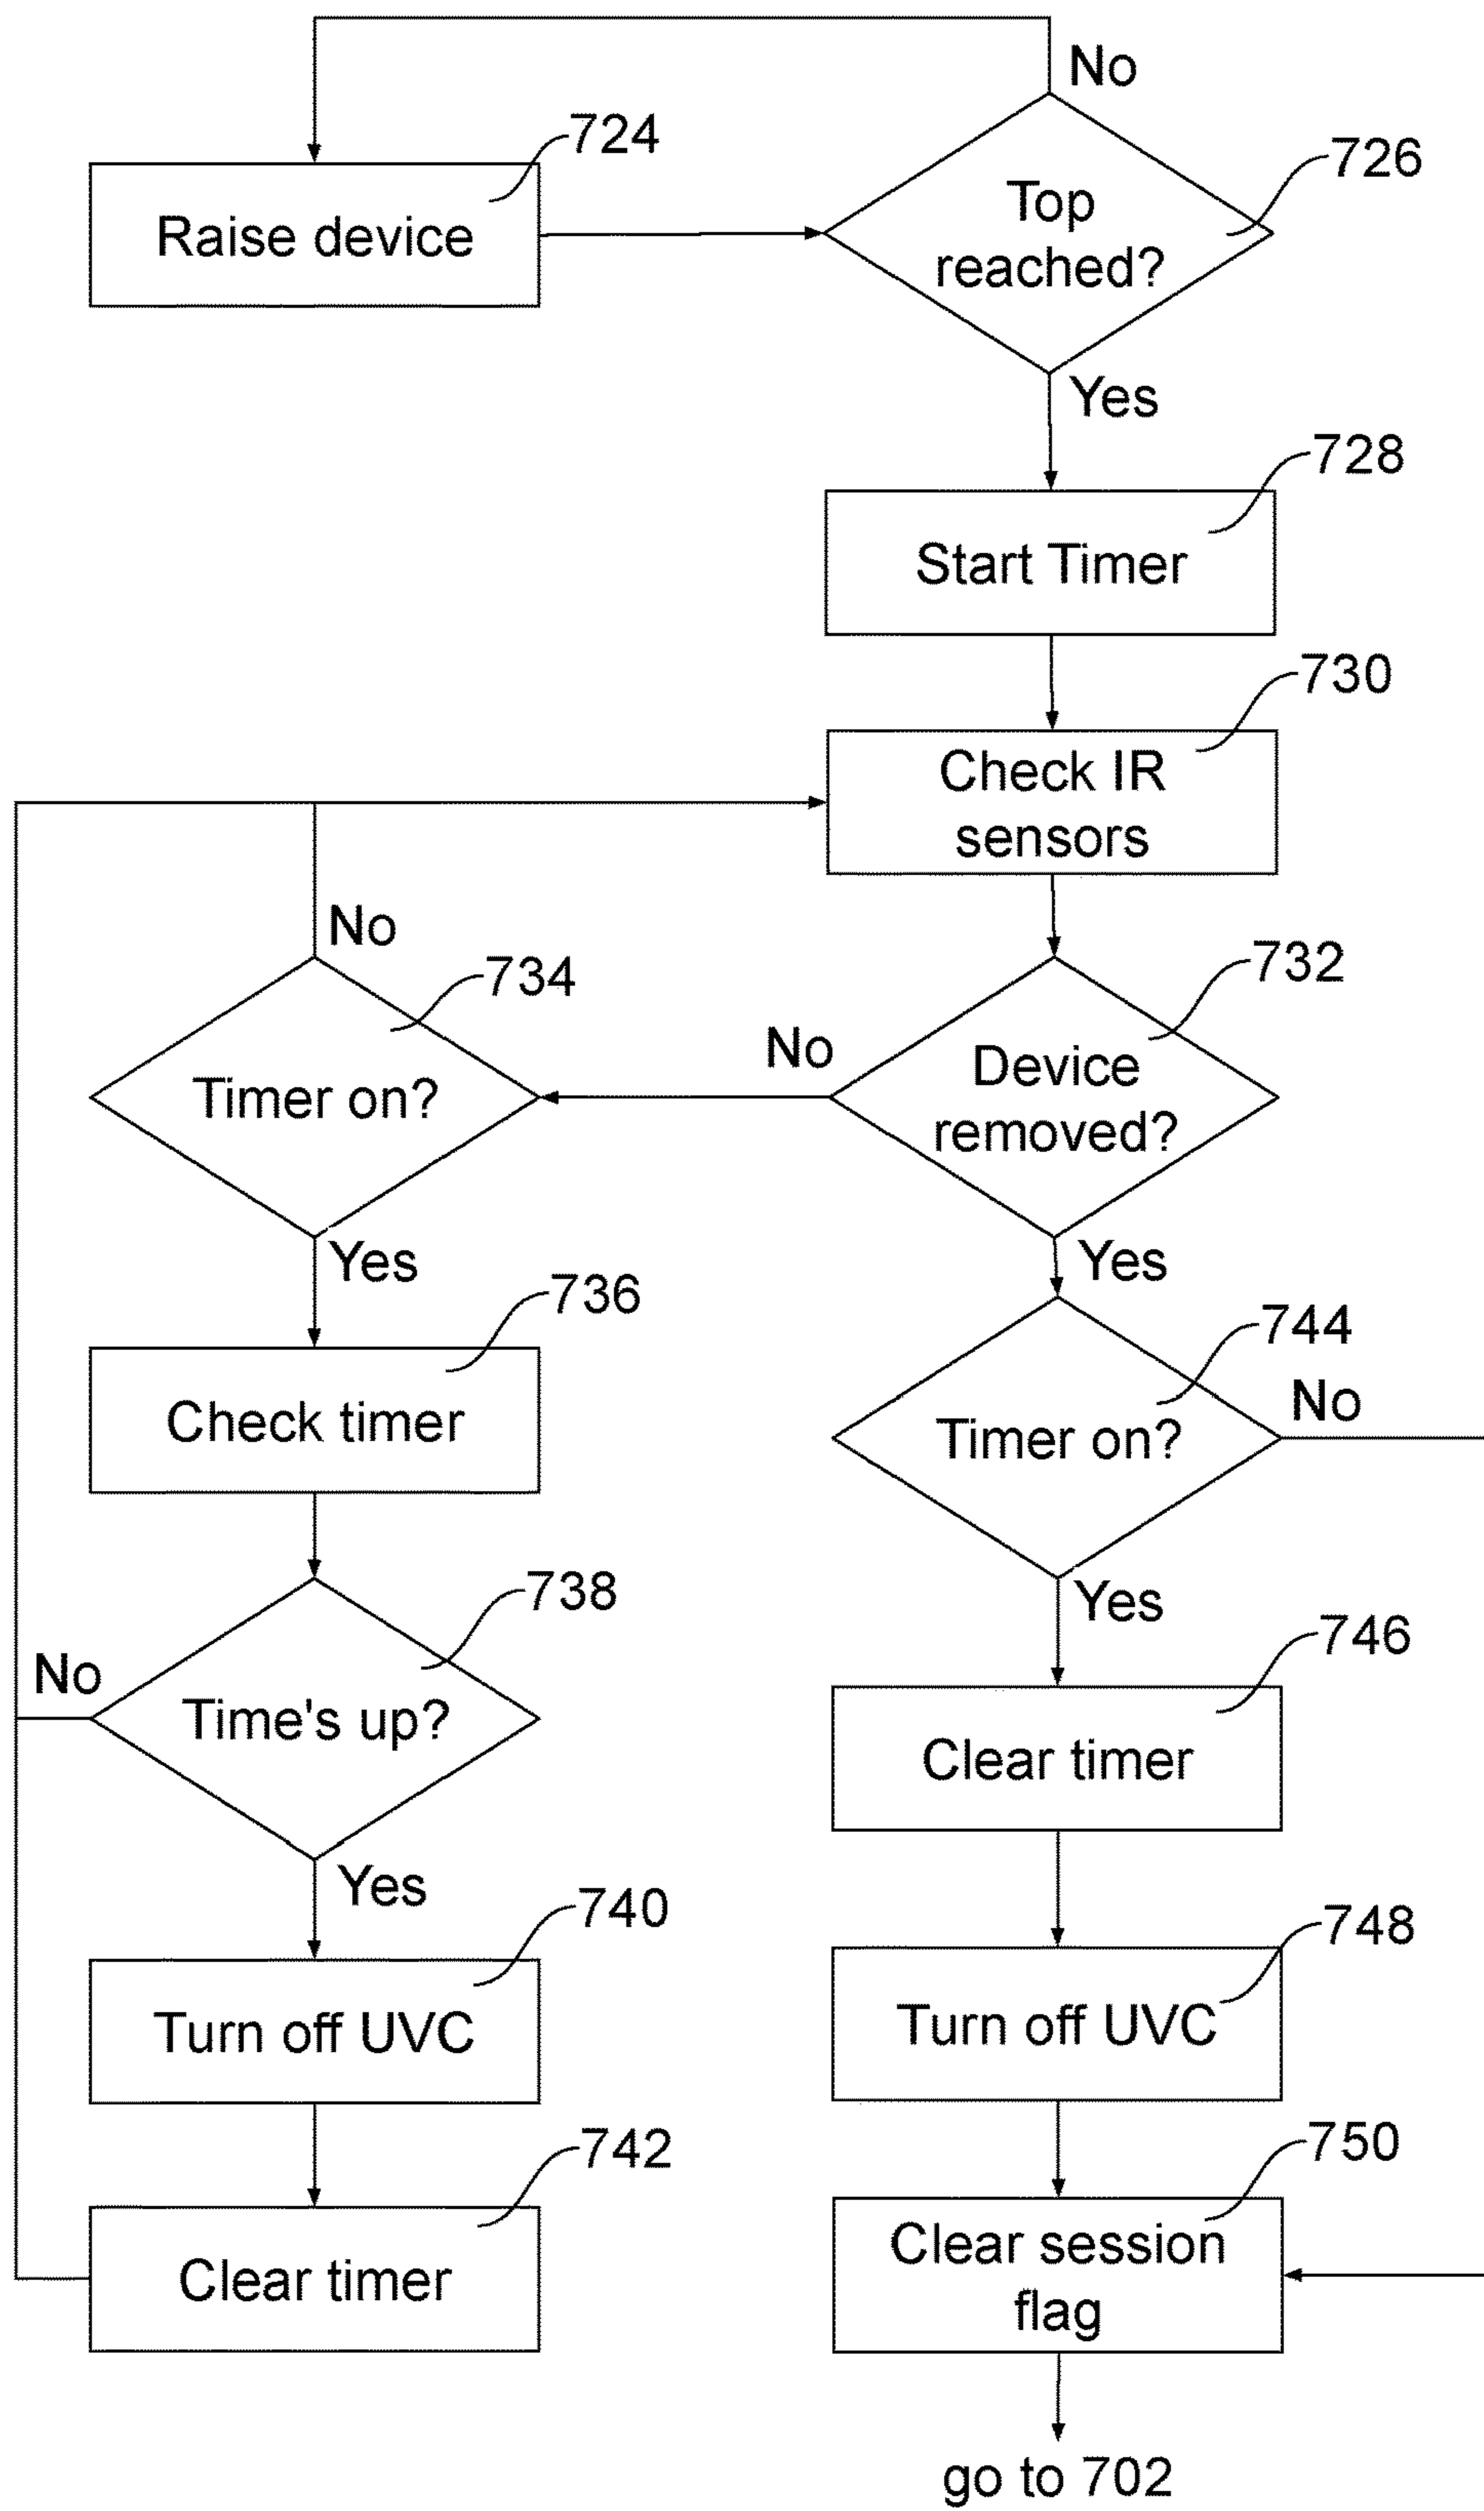 No
724
726
Raise device
Top
reached?
Yes
728
Start Timer
730
Check IR
sensors
No
734
732
No
Timer on?
Device
removed?
Yes
Yes
736
744
Check timer
Timer on?
No
738
Yes
746
No
Time's up?
Clear timer
Yes
740
748
Turn off UVC
Turn off UVC
742
750
Clear timer
Clear session
flag
go to 702